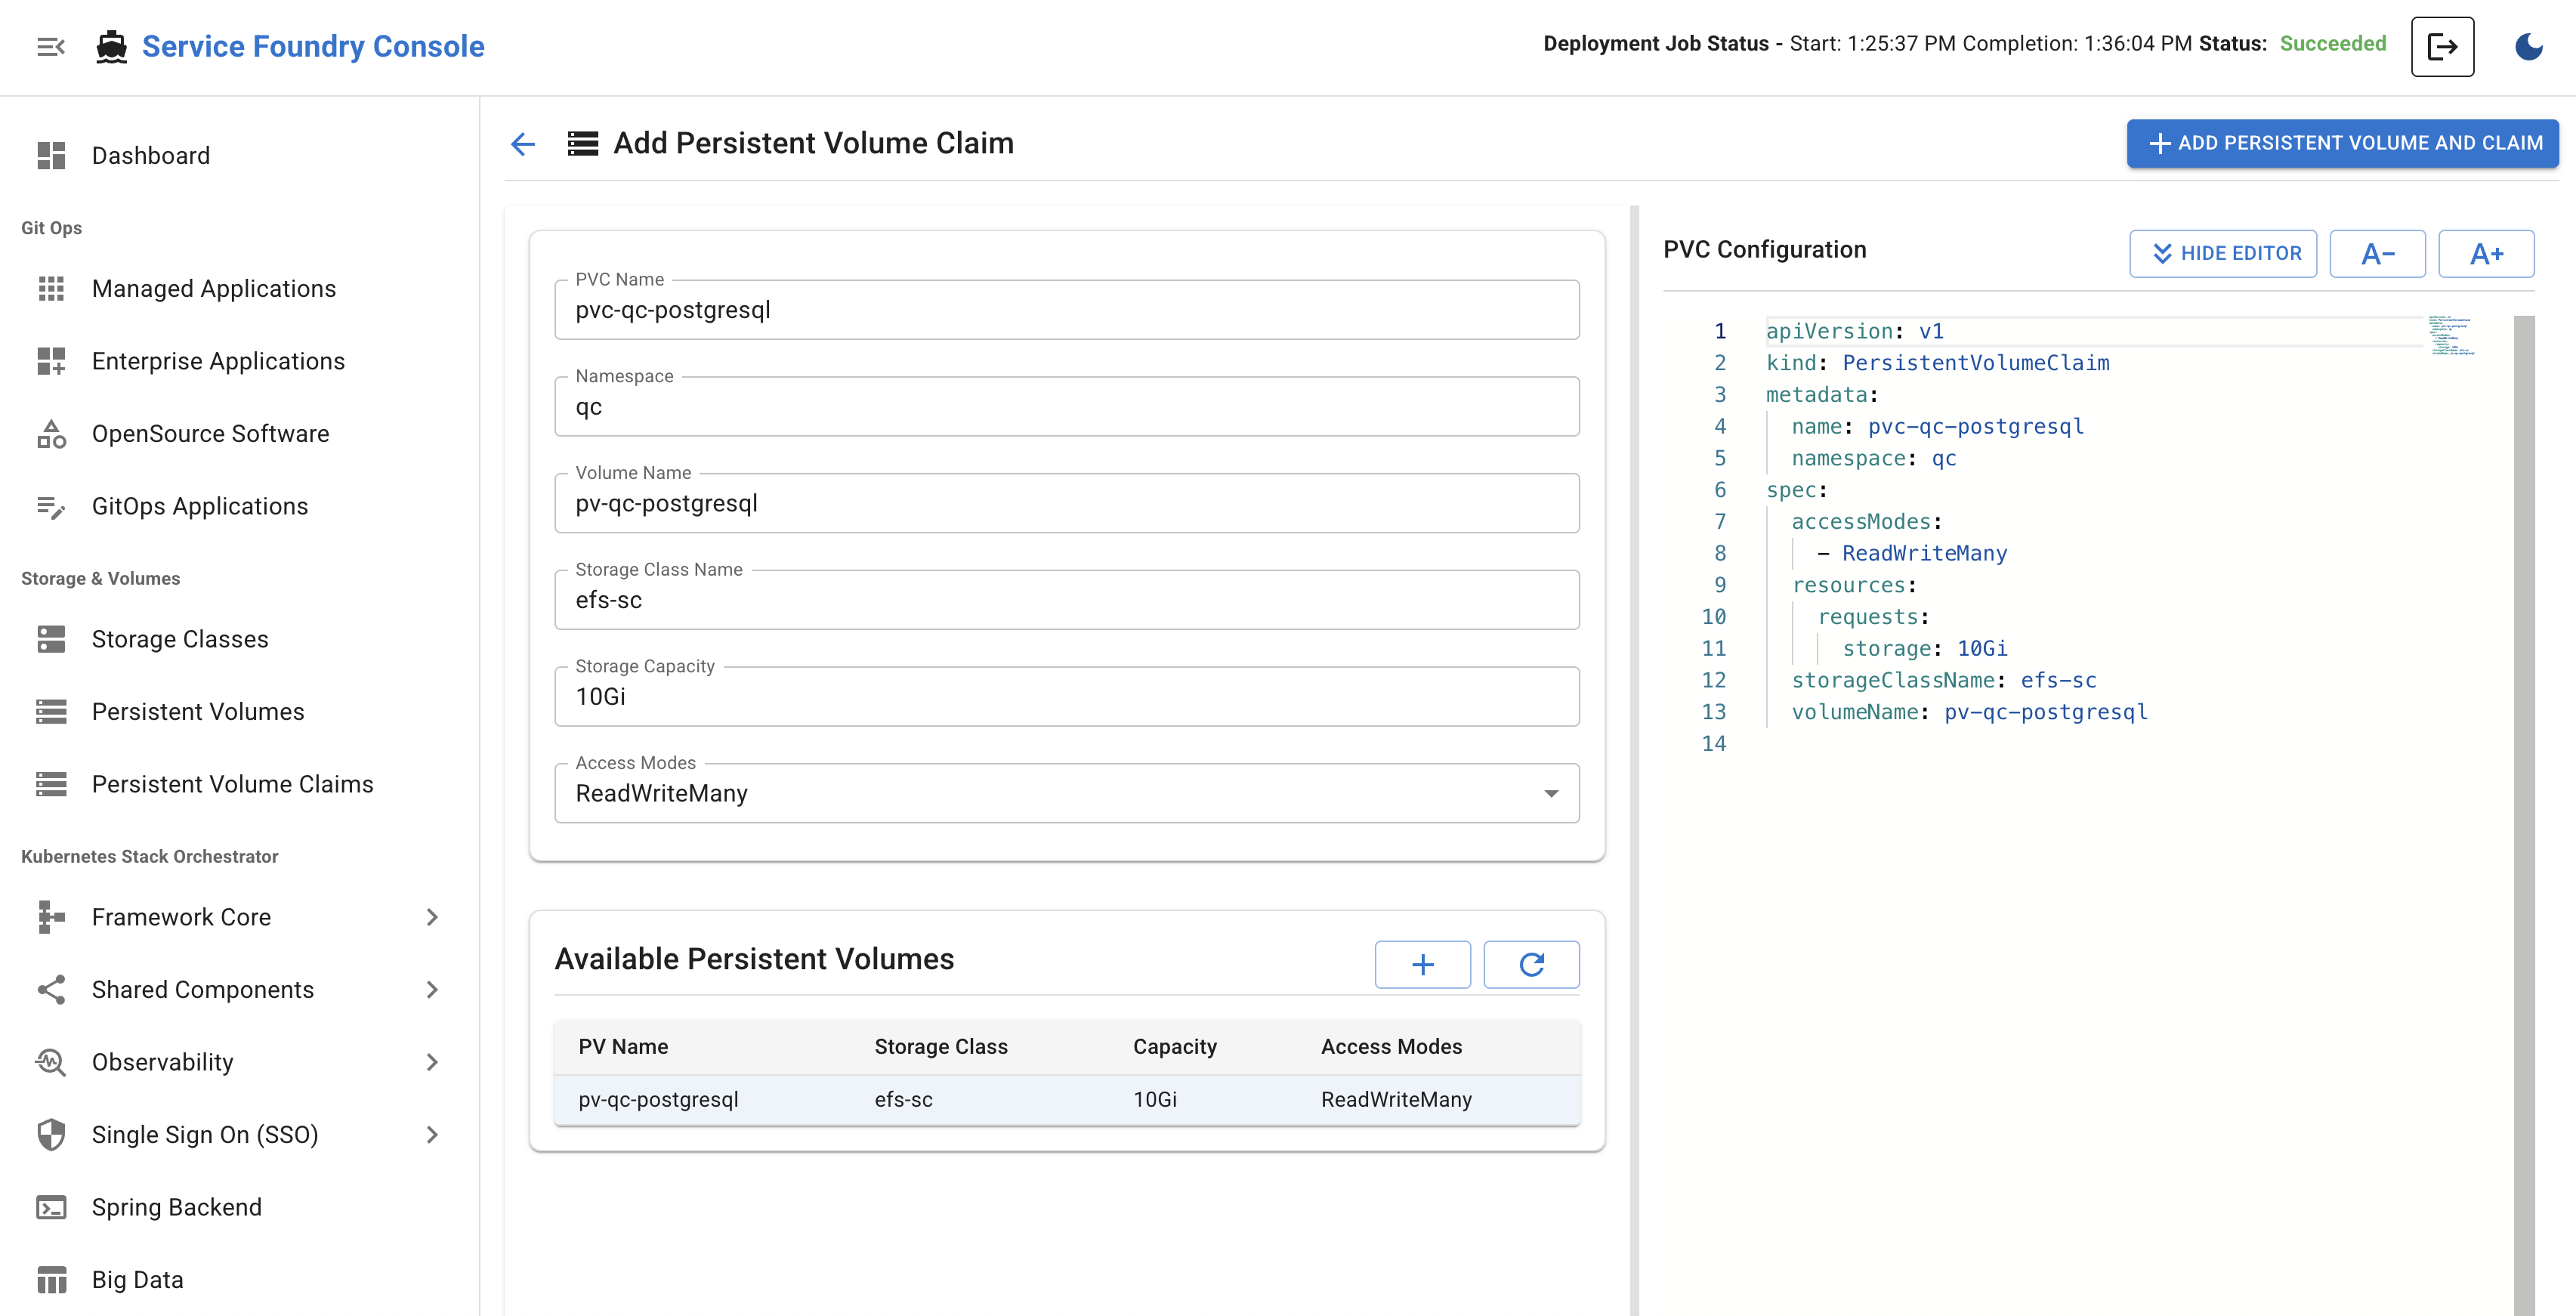 Service Foundry Console
Deployment Job Status - Start: 1:25:37 PM Completion: 1:36:04 PM Status: Succeeded
Dashboard
Git Ops
Managed Applications
Enterprise Applications
OpenSource Software
GitOps Applications
Storage & Volumes
Storage Classes
Persistent Volumes
Persistent Volume Claims
Kubernetes Stack Orchestrator
Framework Core
Shared Components
Observability
Single Sign On (SSO)
Spring Backend
Big Data
Add Persistent Volume Claim
ADD PERSISTENT VOLUME AND CLAIM
PVC Name
pvc-qc-postgresql
Namespace
qc
Volume Name
pv-qc-postgresql
Storage Class Name
efs-sc
Storage Capacity
10Gi
Access Modes
ReadWriteMany
Available Persistent Volumes
PV Name Storage Class Capacity Access Modes
pv-qc-postgresql efs-sc 10Gi ReadWriteMany
PVC Configuration
HIDE EDITOR
A-
A+
1 apiVersion: v1
2 kind: PersistentVolumeClaim
3 metadata:
4 name: pvc-qc-postgresql
5 namespace: qc
6 spec:
7 accessModes:
8 - ReadWriteMany
9 resources:
10 requests:
11 storage: 10Gi
12 storageClassName: efs-sc
13 volumeName: pv-qc-postgresql
14